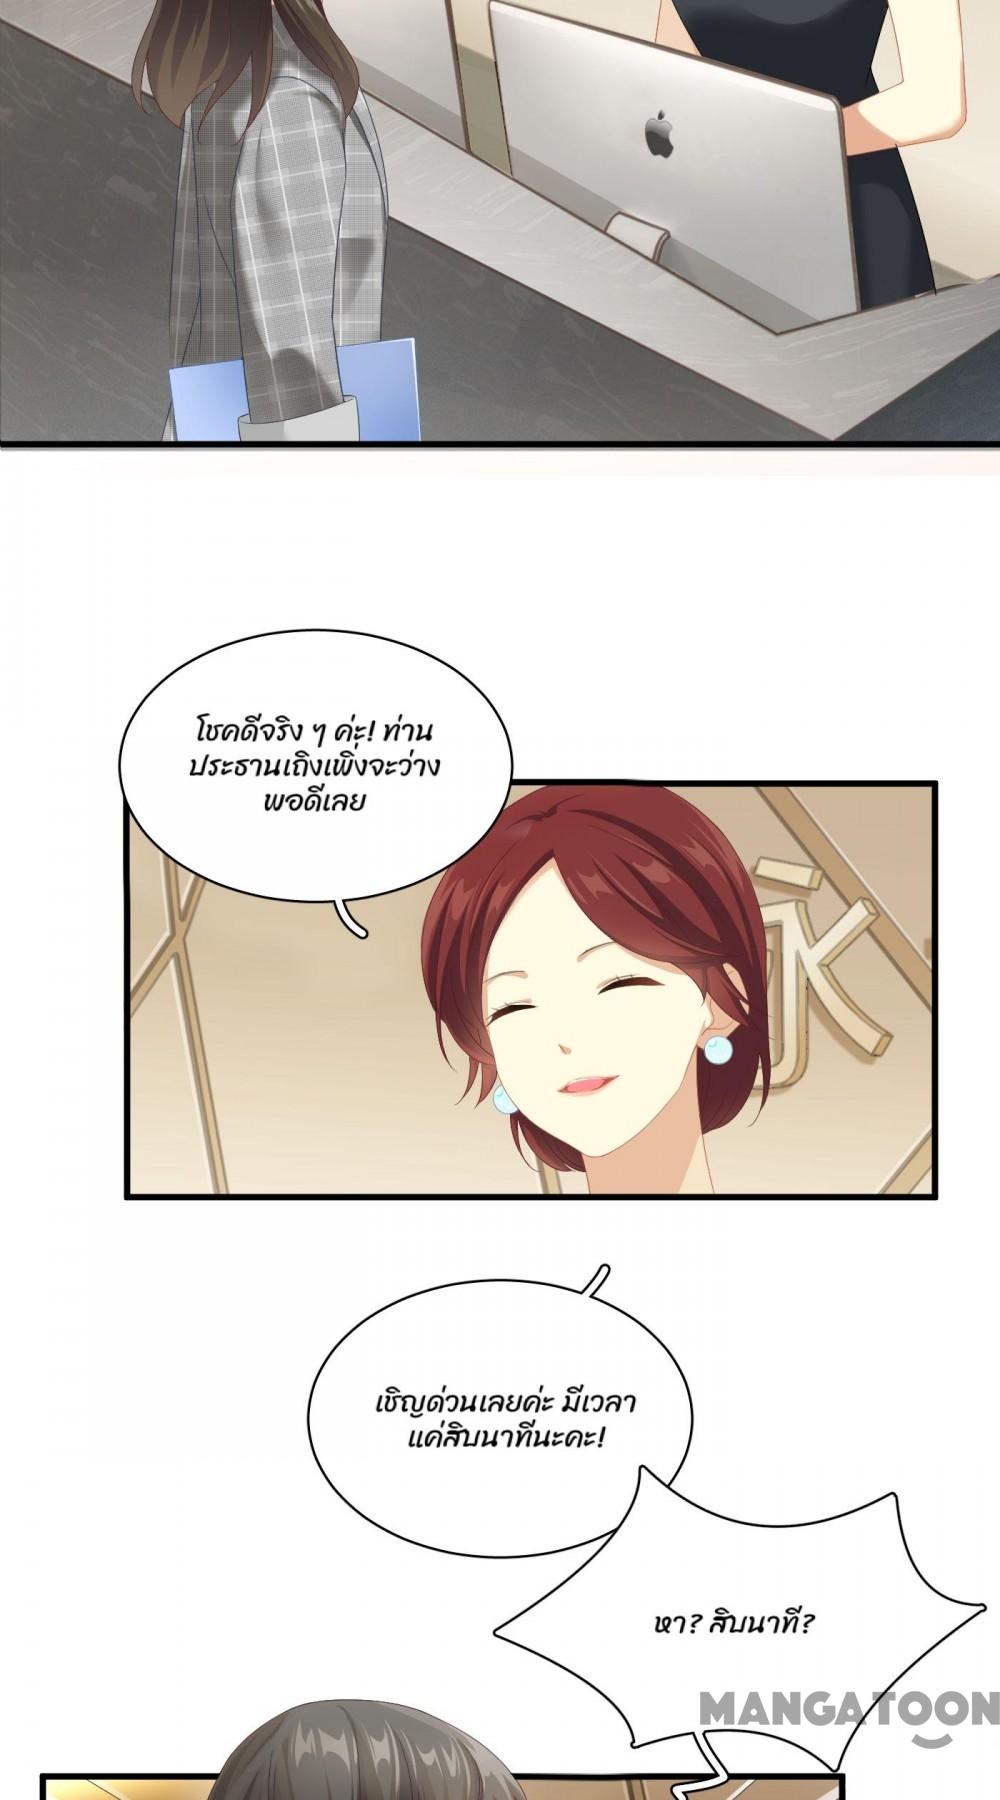 โชคดีจริง ๆ ค่ะ! ท่าน
ประธานเถิงเพิ่งจะว่าง
พอดีเลย
เชิญด่วนเลยค่ะ มีเวลา
แค่สิบนาทีนะคะ!
หา? สิบนาที?
MANGATOON